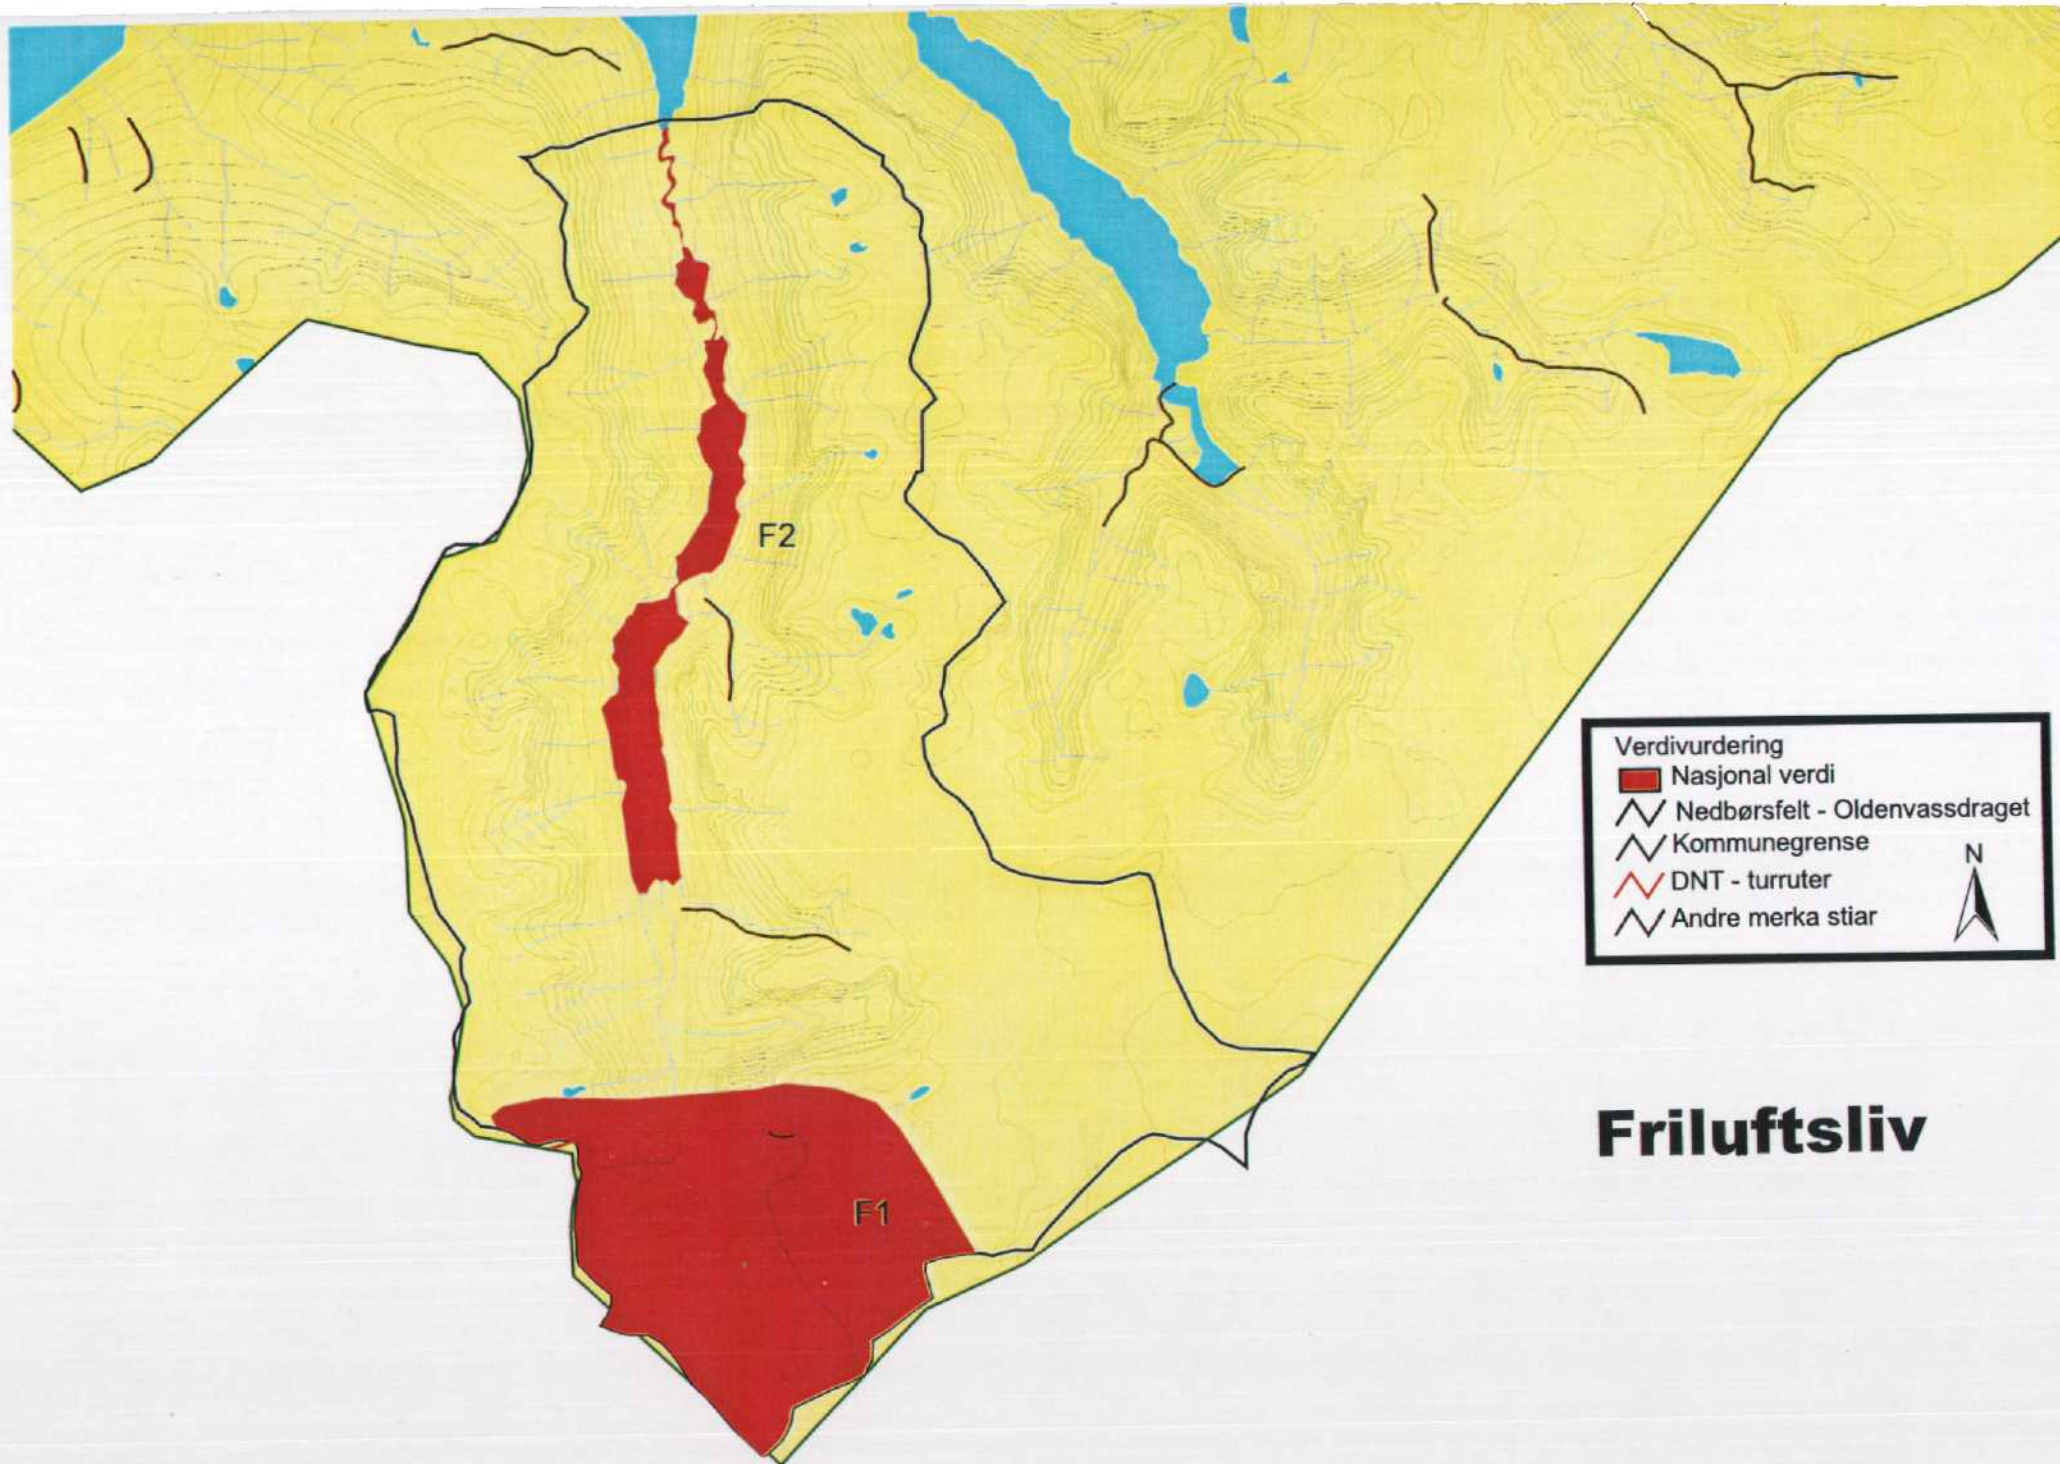 F2
Verdivurdering
Nasjonal verdi
Nedbørsfelt - Oldenvassdraget
Kommunegrense
DNT - turruter
Andre merka stiar
N
Friluftsliv
F1